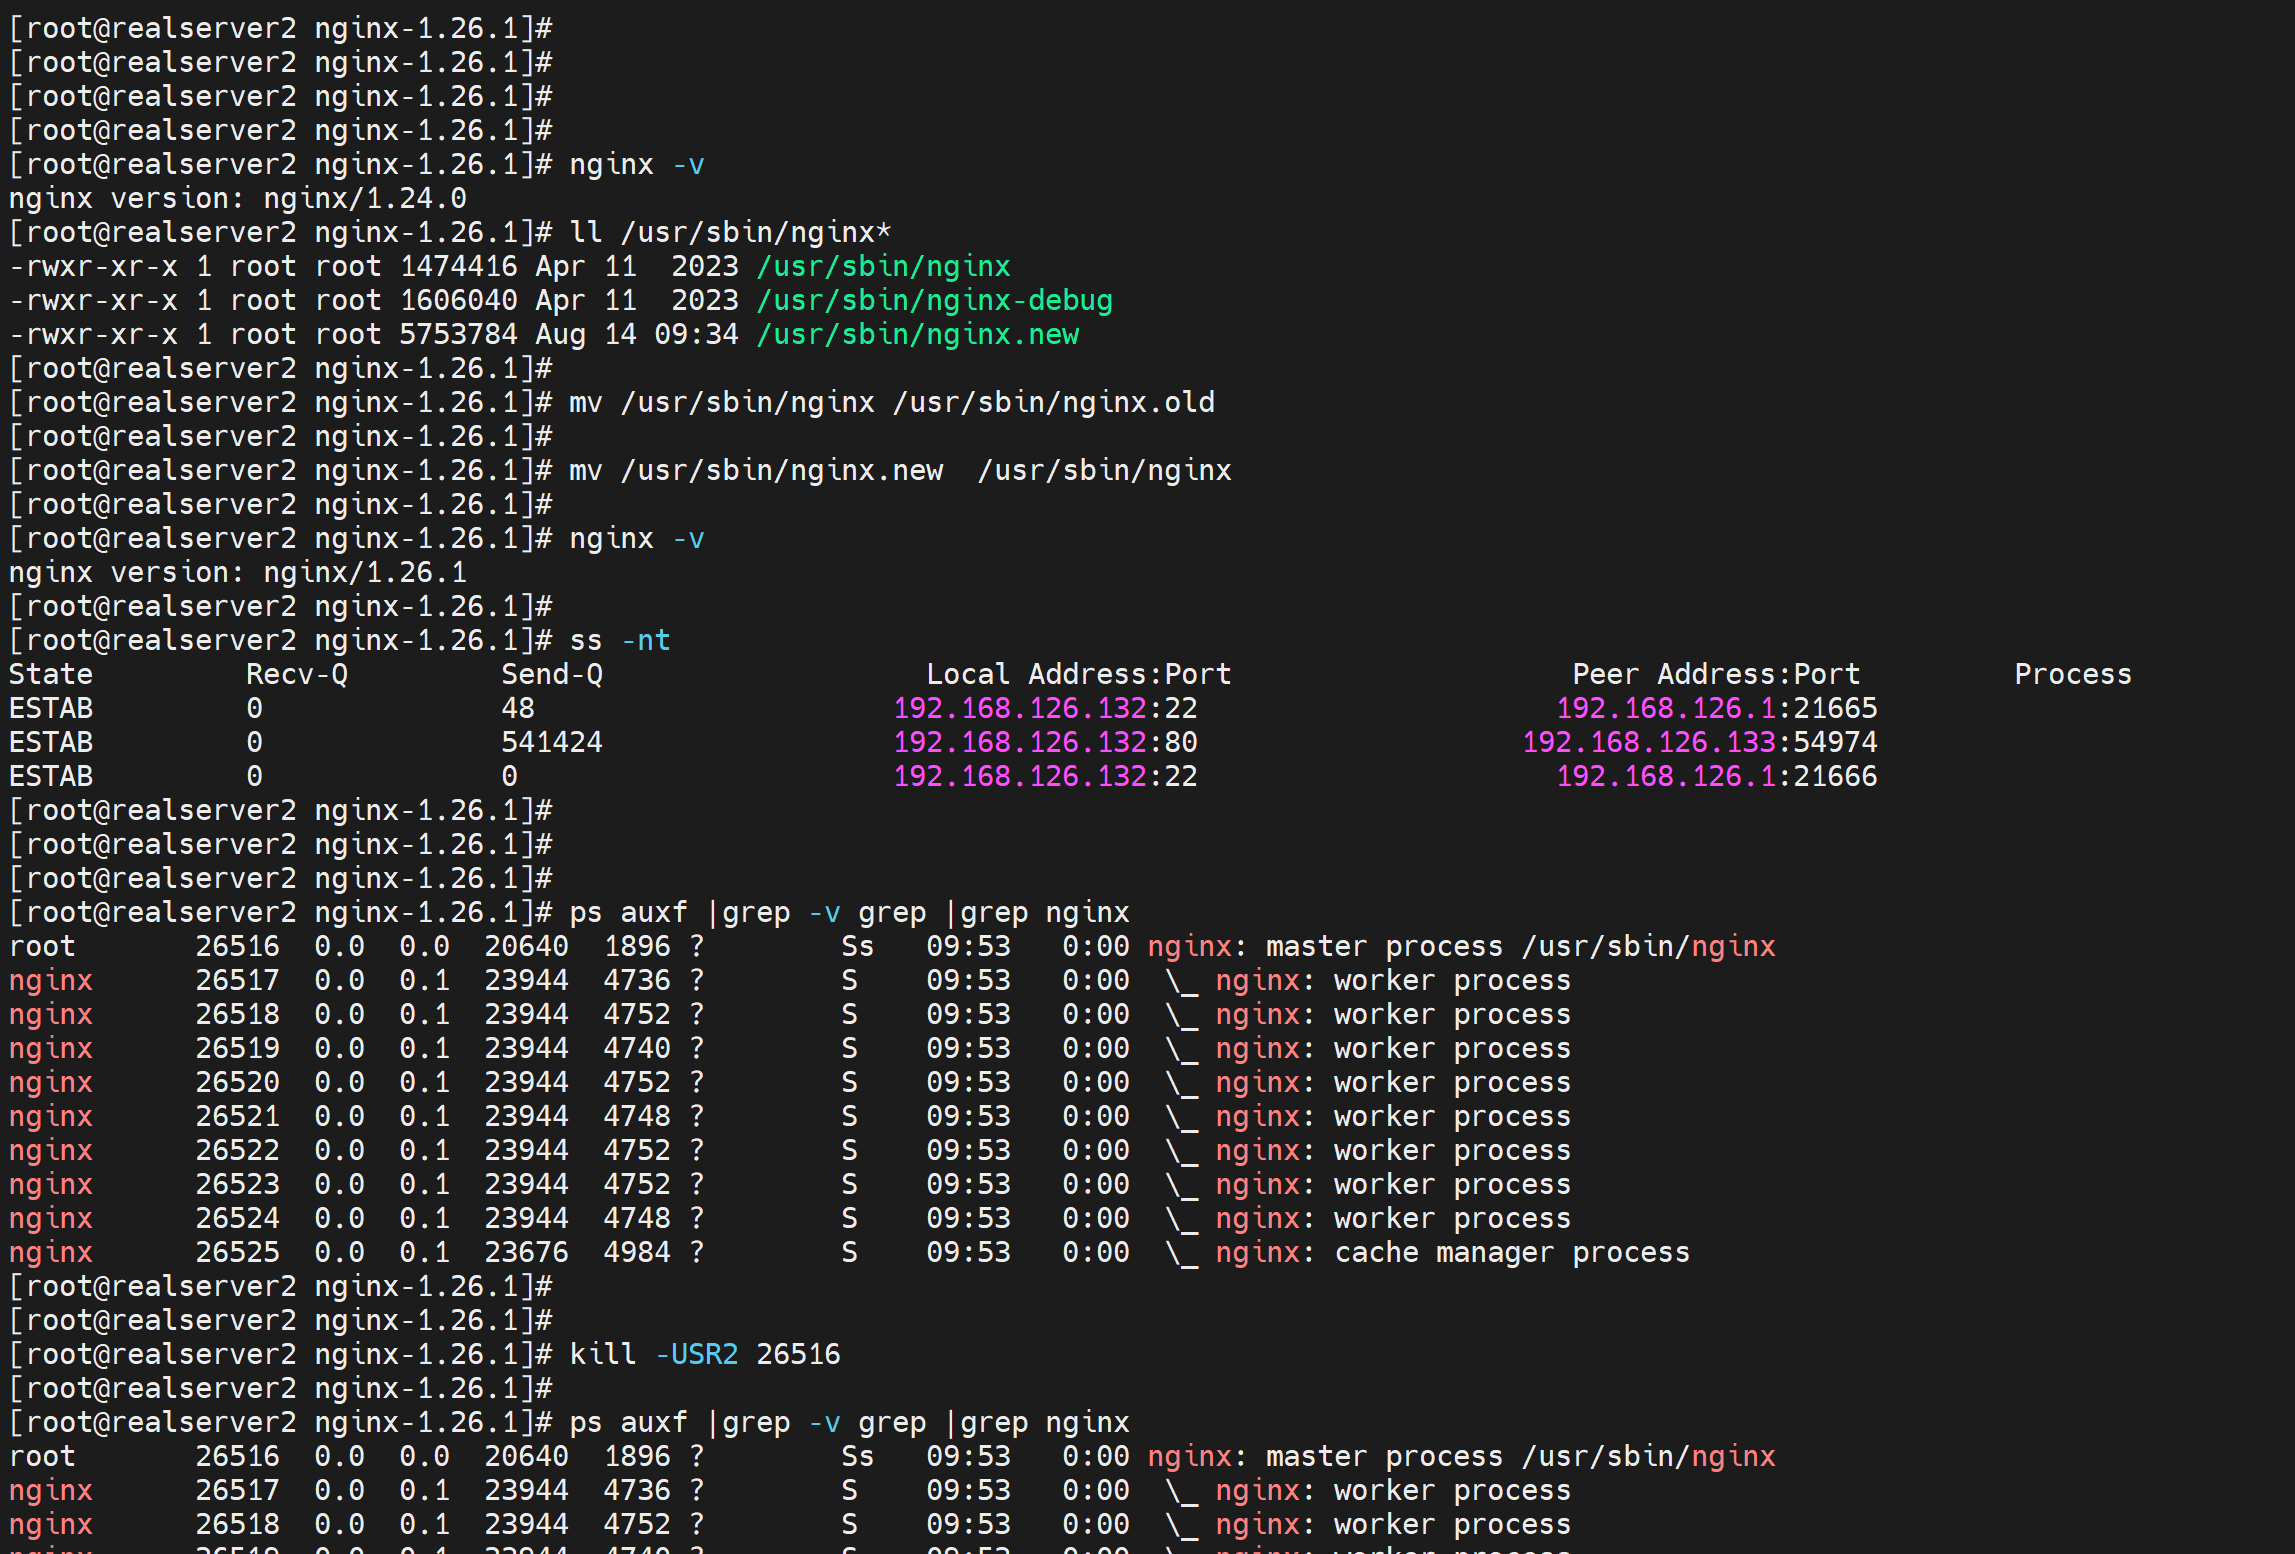 [root@realserver2 nginx-1.26.1]#
[root@realserver2 nginx-1.26.1]#
[root@realserver2 nginx-1.26.1]#
[root@realserver2 nginx-1.26.1]#
[root@realserver2 nginx-1.26.1]# nginx -v
nginx version: nginx/1.24.0
[root@realserver2 nginx-1.26.1]# ll /usr/sbin/nginx*
-rwxr-xr-x 1 root root 1474416 Apr 11  2023 /usr/sbin/nginx
-rwxr-xr-x 1 root root 1606040 Apr 11  2023 /usr/sbin/nginx-debug
-rwxr-xr-x 1 root root 5753784 Aug 14 09:34 /usr/sbin/nginx.new
[root@realserver2 nginx-1.26.1]#
[root@realserver2 nginx-1.26.1]# mv /usr/sbin/nginx /usr/sbin/nginx.old
[root@realserver2 nginx-1.26.1]#
[root@realserver2 nginx-1.26.1]# mv /usr/sbin/nginx.new  /usr/sbin/nginx
[root@realserver2 nginx-1.26.1]#
[root@realserver2 nginx-1.26.1]# nginx -v
nginx version: nginx/1.26.1
[root@realserver2 nginx-1.26.1]#
[root@realserver2 nginx-1.26.1]# ss -nt
State Recv-Q Send-Q Local Address:Port Peer Address:Port Process
ESTAB 0 48 192.168.126.132:22 192.168.126.1:21665
ESTAB 0 541424 192.168.126.132:80 192.168.126.133:54974
ESTAB 0 0 192.168.126.132:22 192.168.126.1:21666
[root@realserver2 nginx-1.26.1]#
[root@realserver2 nginx-1.26.1]#
[root@realserver2 nginx-1.26.1]#
[root@realserver2 nginx-1.26.1]# ps auxf |grep -v grep |grep nginx
root 26516 0.0 0.0 20640 1896 ? Ss 09:53 0:00 nginx: master process /usr/sbin/nginx
nginx 26517 0.0 0.1 23944 4736 ? S 09:53 0:00 \_ nginx: worker process
nginx 26518 0.0 0.1 23944 4752 ? S 09:53 0:00 \_ nginx: worker process
nginx 26519 0.0 0.1 23944 4740 ? S 09:53 0:00 \_ nginx: worker process
nginx 26520 0.0 0.1 23944 4752 ? S 09:53 0:00 \_ nginx: worker process
nginx 26521 0.0 0.1 23944 4748 ? S 09:53 0:00 \_ nginx: worker process
nginx 26522 0.0 0.1 23944 4752 ? S 09:53 0:00 \_ nginx: worker process
nginx 26523 0.0 0.1 23944 4752 ? S 09:53 0:00 \_ nginx: worker process
nginx 26524 0.0 0.1 23944 4748 ? S 09:53 0:00 \_ nginx: worker process
nginx 26525 0.0 0.1 23676 4984 ? S 09:53 0:00 \_ nginx: cache manager process
[root@realserver2 nginx-1.26.1]#
[root@realserver2 nginx-1.26.1]#
[root@realserver2 nginx-1.26.1]# kill -USR2 26516
[root@realserver2 nginx-1.26.1]#
[root@realserver2 nginx-1.26.1]# ps auxf |grep -v grep |grep nginx
root 26516 0.0 0.0 20640 1896 ? Ss 09:53 0:00 nginx: master process /usr/sbin/nginx
nginx 26517 0.0 0.1 23944 4736 ? S 09:53 0:00 \_ nginx: worker process
nginx 26518 0.0 0.1 23944 4752 ? S 09:53 0:00 \_ nginx: worker process